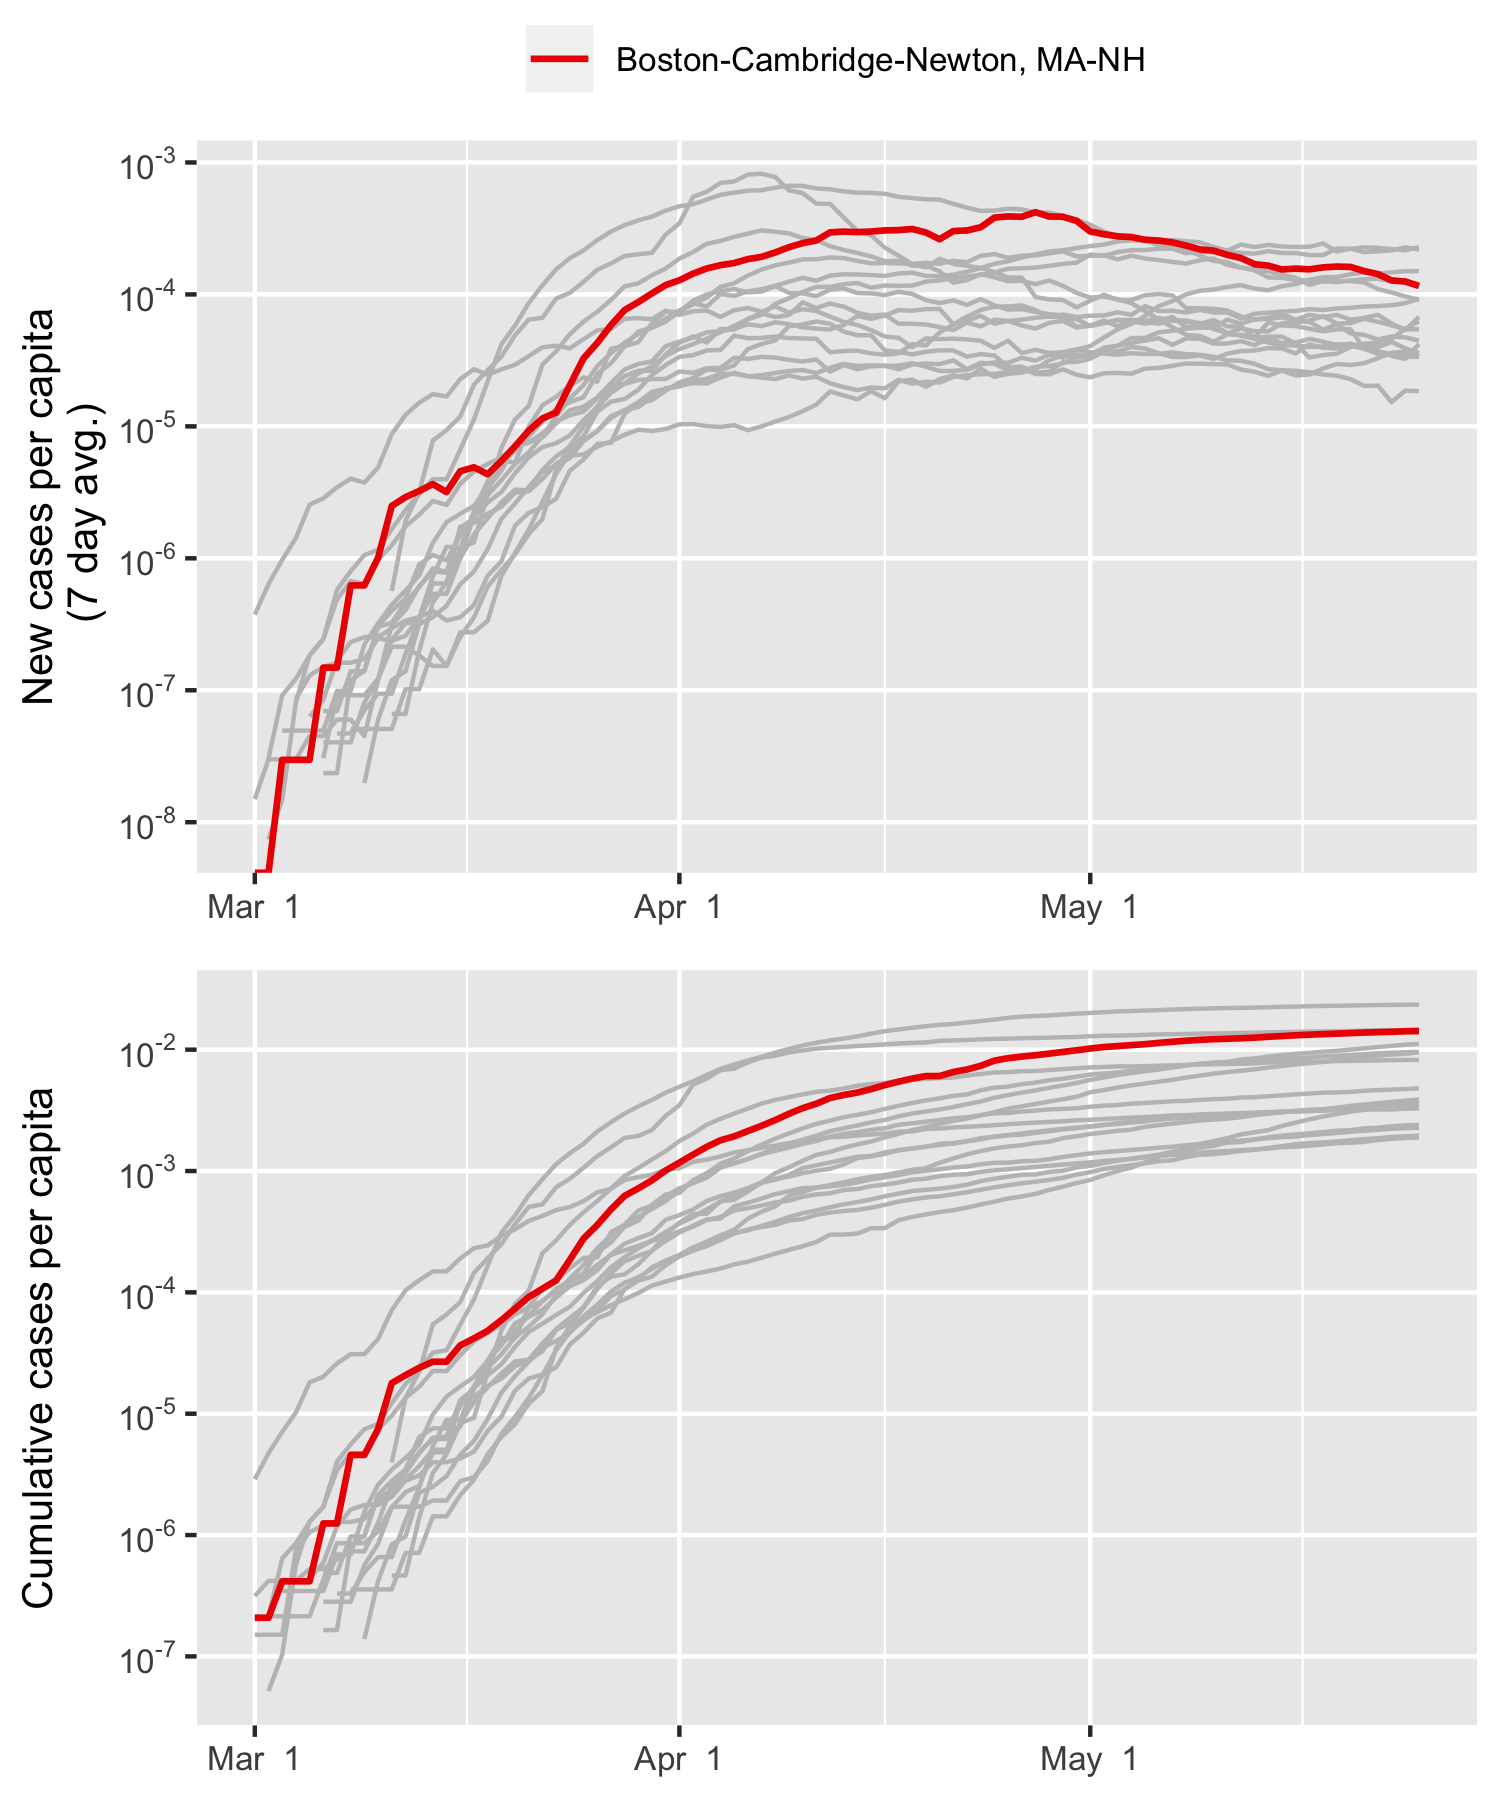 Boston-Cambridge-Newton, MA-NH
New cases per capita
(7 day avg.)
10⁻³
10⁻⁴
10⁻⁵
10⁻⁶
10⁻⁷
10⁻⁸
Mar 1 Apr 1 May 1
Cumulative cases per capita
10⁻²
10⁻³
10⁻⁴
10⁻⁵
10⁻⁶
10⁻⁷
Mar 1 Apr 1 May 1